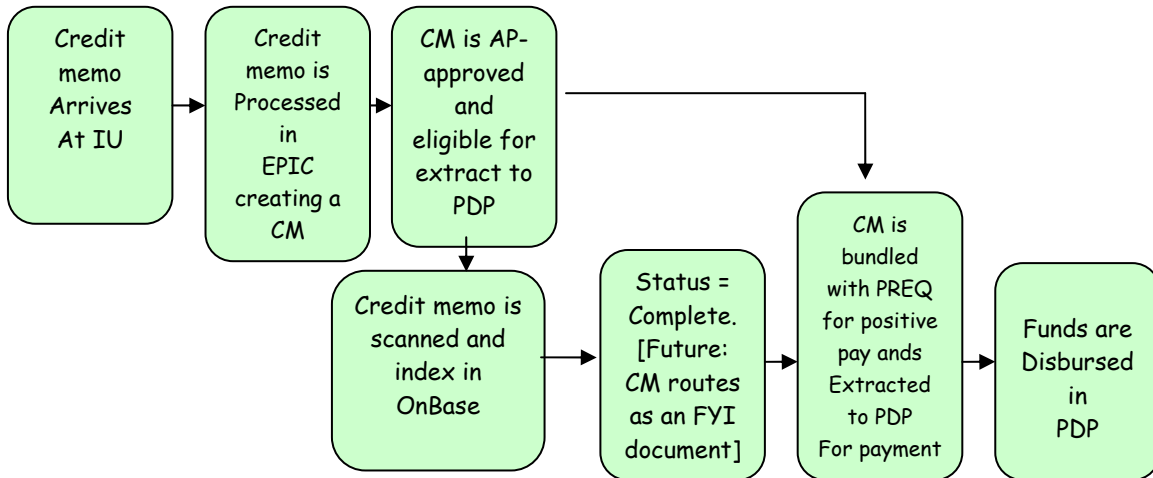 Credit
memo
Arrives
At IU
Credit
memo is
Processed
in
EPIC
creating a
CM
CM is AP-
approved
and
eligible for
extract to
PDP
Credit memo is
scanned and
index in
OnBase
Status =
Complete.
[Future:
CM routes
as an FYI
document]
CM is
bundled
with PREQ
for positive
pay ands
Extracted
to PDP
For payment
Funds are
Disbursed
in
PDP